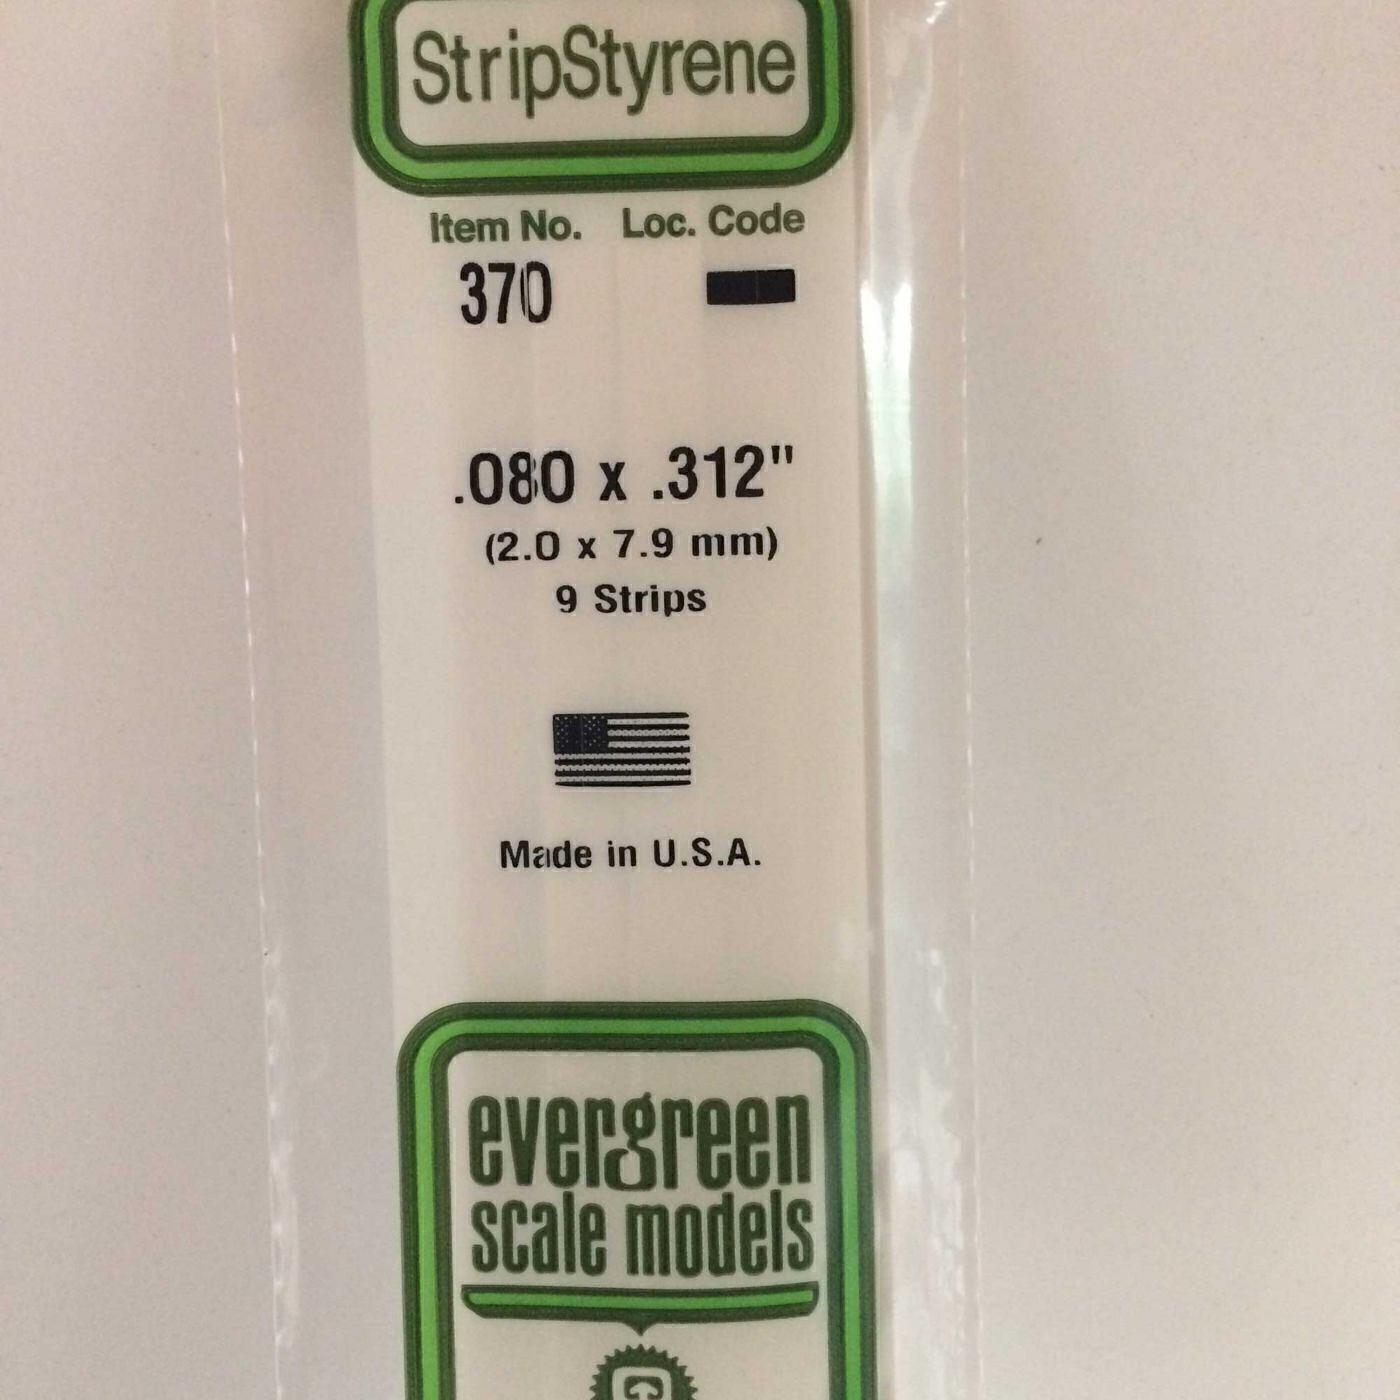 StripStyrene
Item No. Loc. Code
370
.080 x .312"
(2.0 x 7.9 mm)
9 Strips
Made in U.S.A.
evergreen
scale models